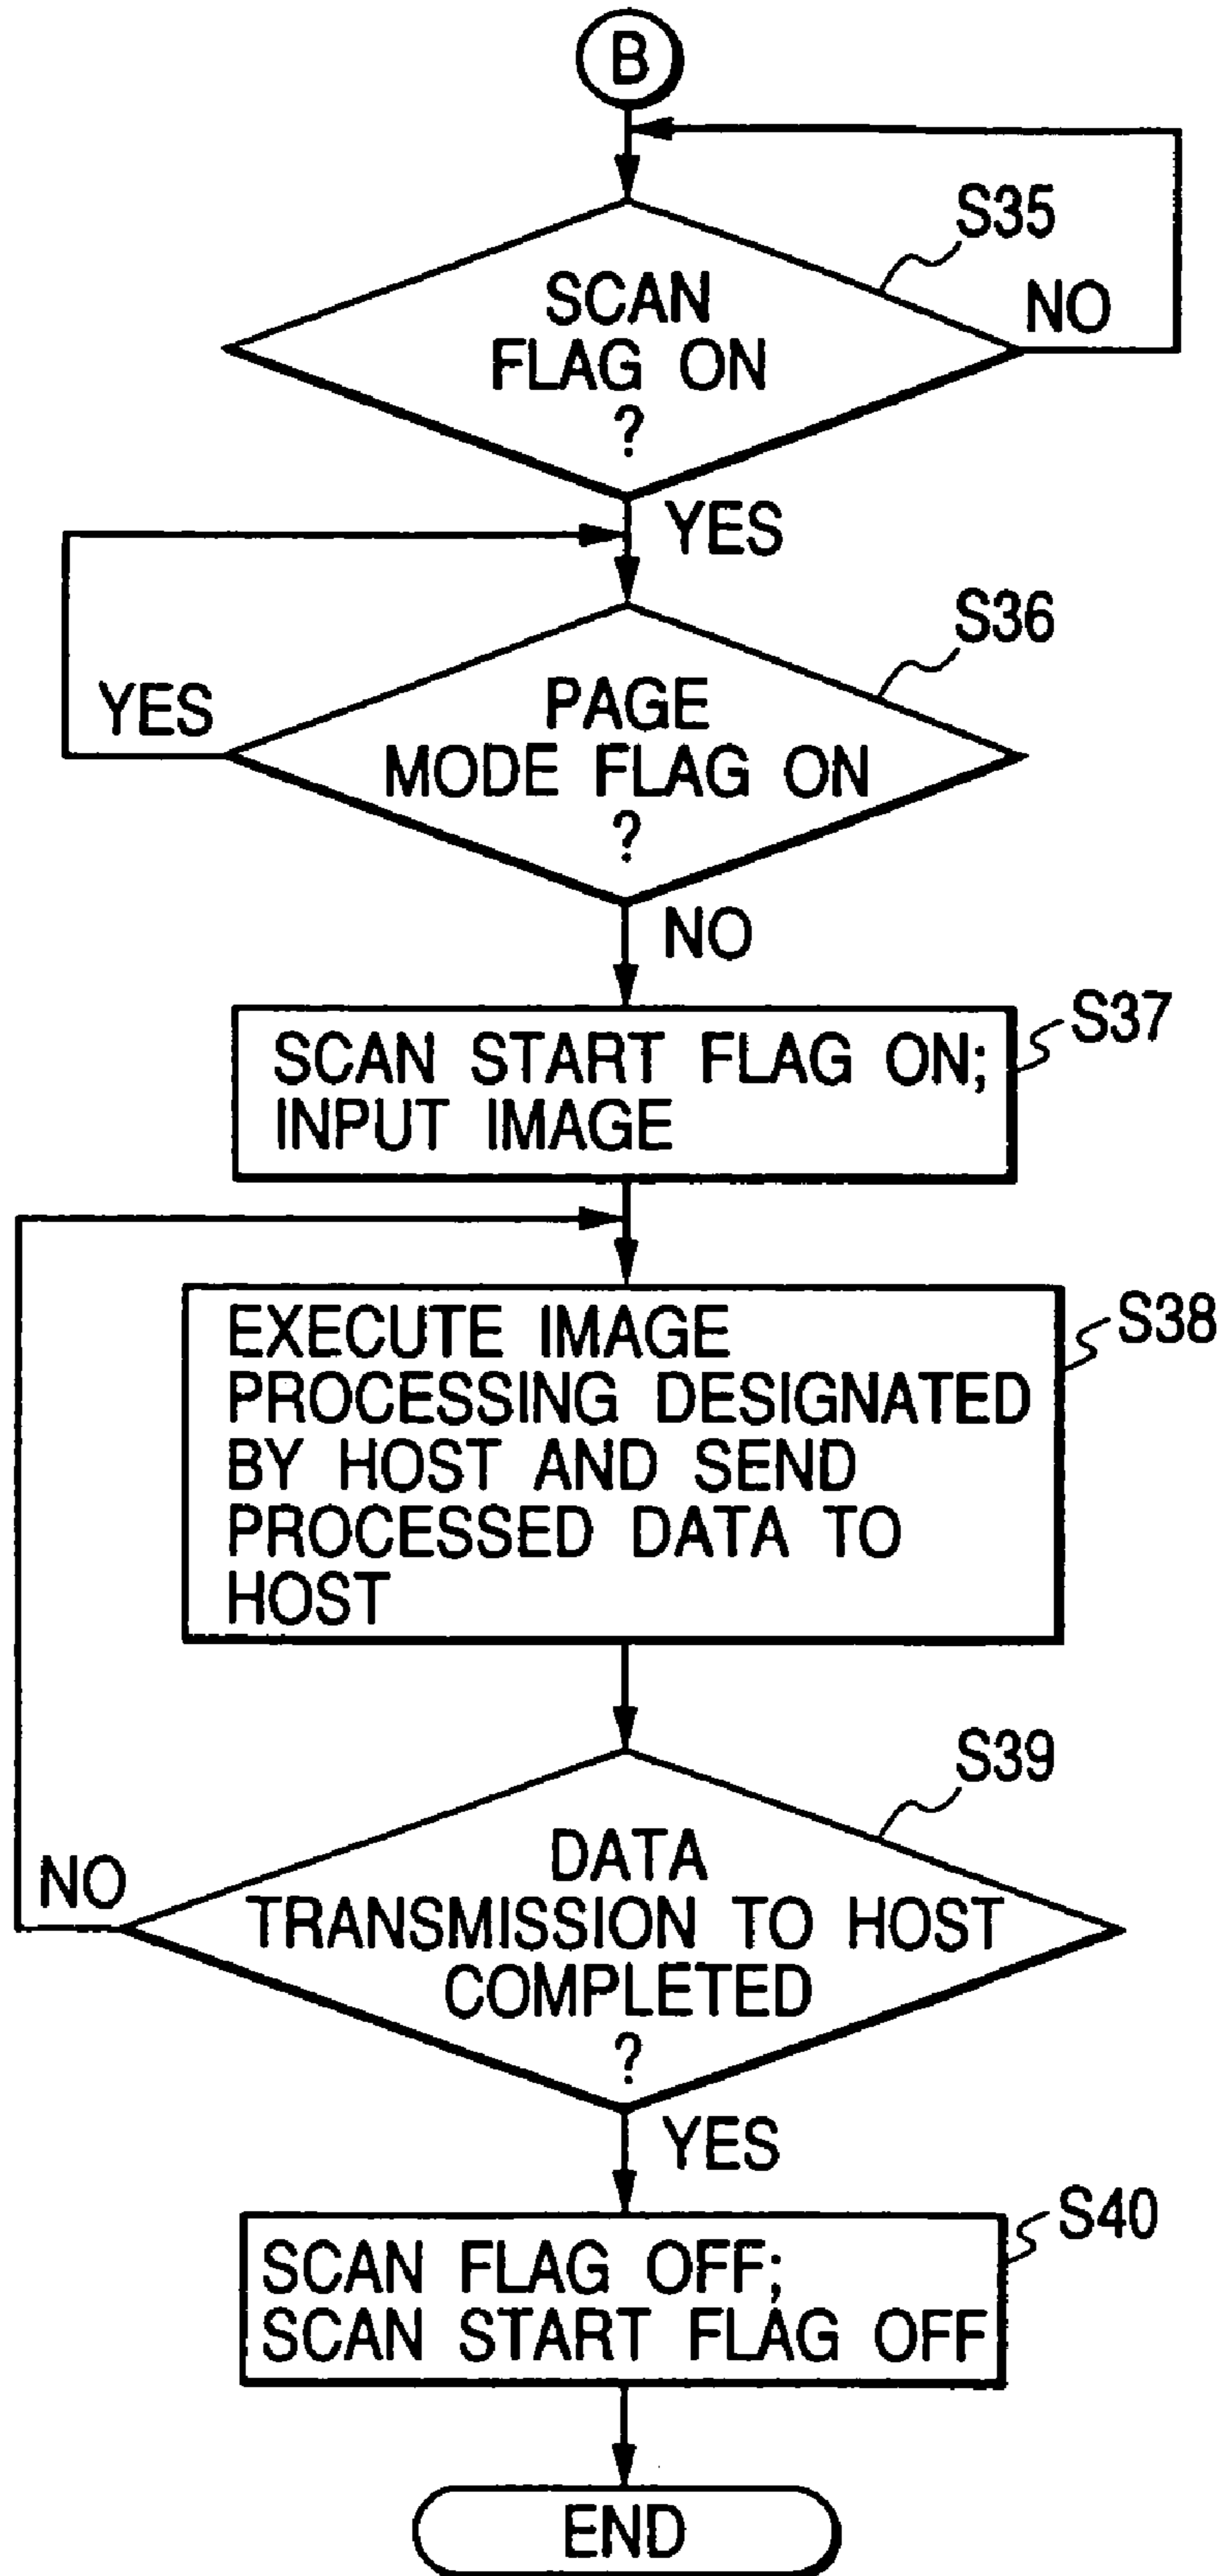 B
S35
SCAN
FLAG ON
?
NO
YES
S36
PAGE
MODE FLAG ON
?
YES
NO
S37
SCAN START FLAG ON;
INPUT IMAGE
S38
EXECUTE IMAGE
PROCESSING DESIGNATED
BY HOST AND SEND
PROCESSED DATA TO
HOST
S39
DATA
TRANSMISSION TO HOST
COMPLETED
?
NO
YES
S40
SCAN FLAG OFF;
SCAN START FLAG OFF
END